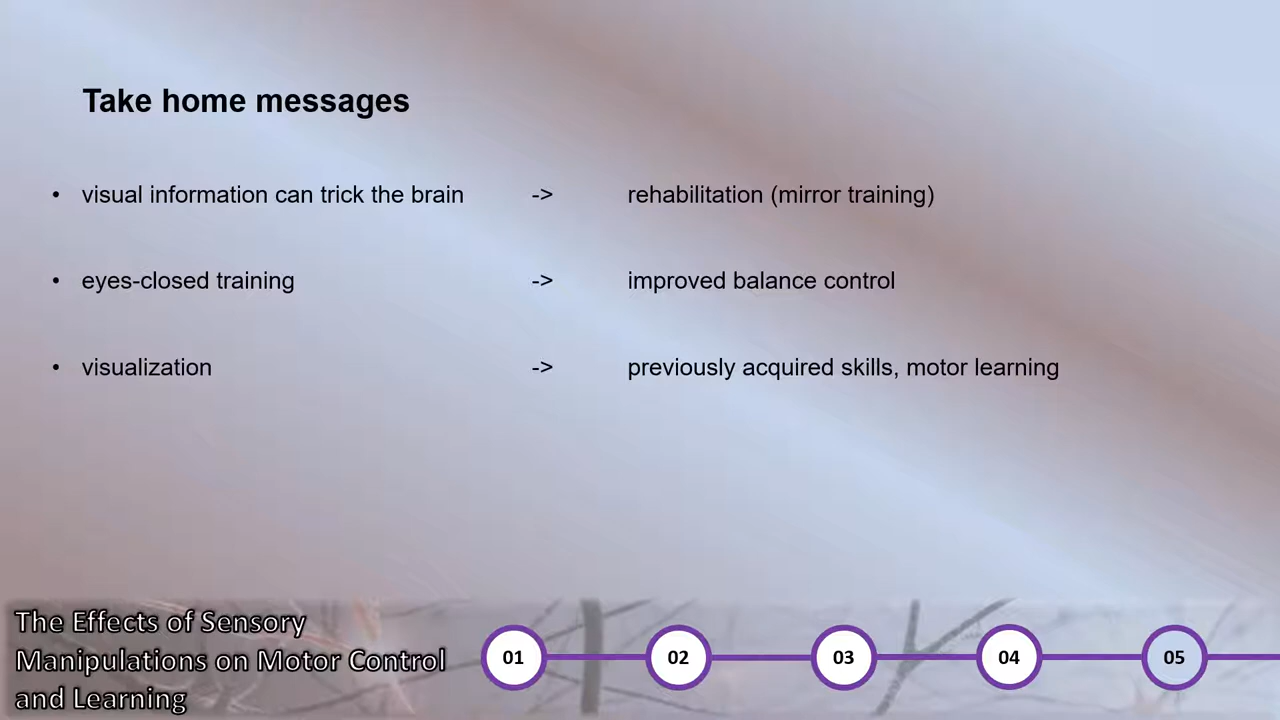 Take home messages
• visual information can trick the brain -> rehabilitation (mirror training)
• eyes-closed training -> improved balance control
• visualization -> previously acquired skills, motor learning
The Effects of Sensory
Manipulations on Motor Control
and Learning
01 02 03 04 05